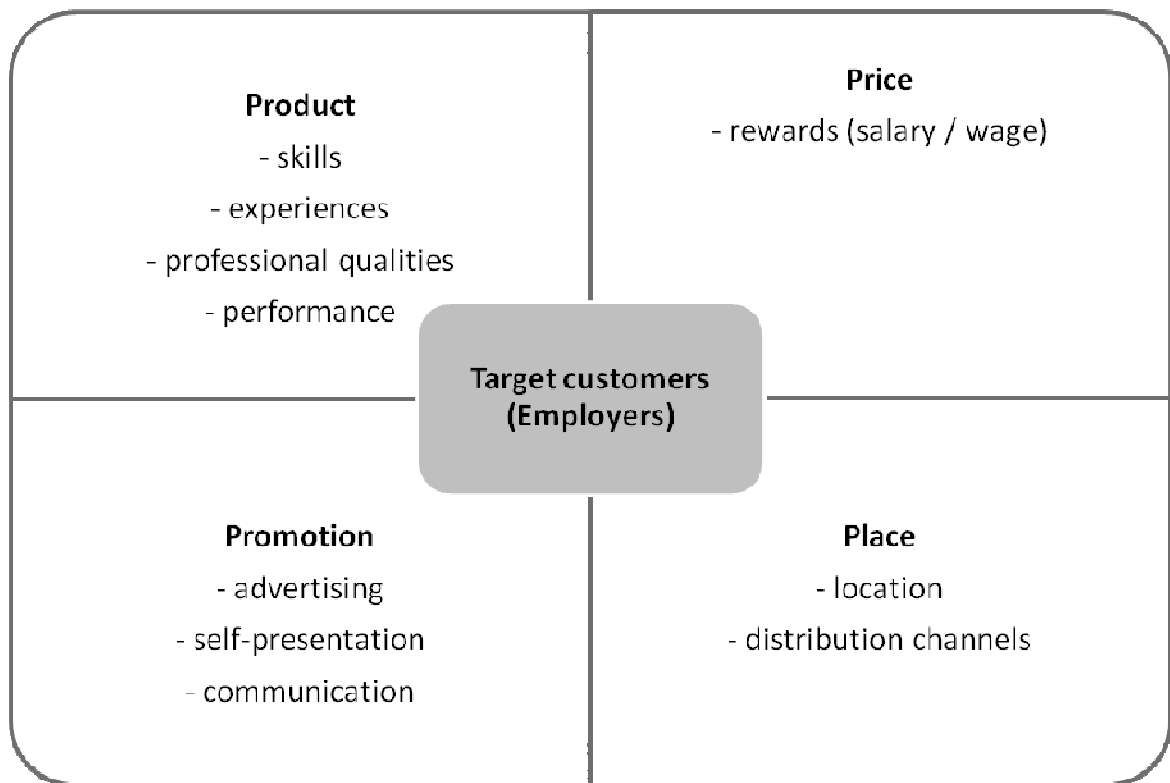 Product
- skills
- experiences
- professional qualities
- performance
Price
- rewards (salary / wage)
Target customers
(Employers)
Promotion
- advertising
- self-presentation
- communication
Place
- location
- distribution channels